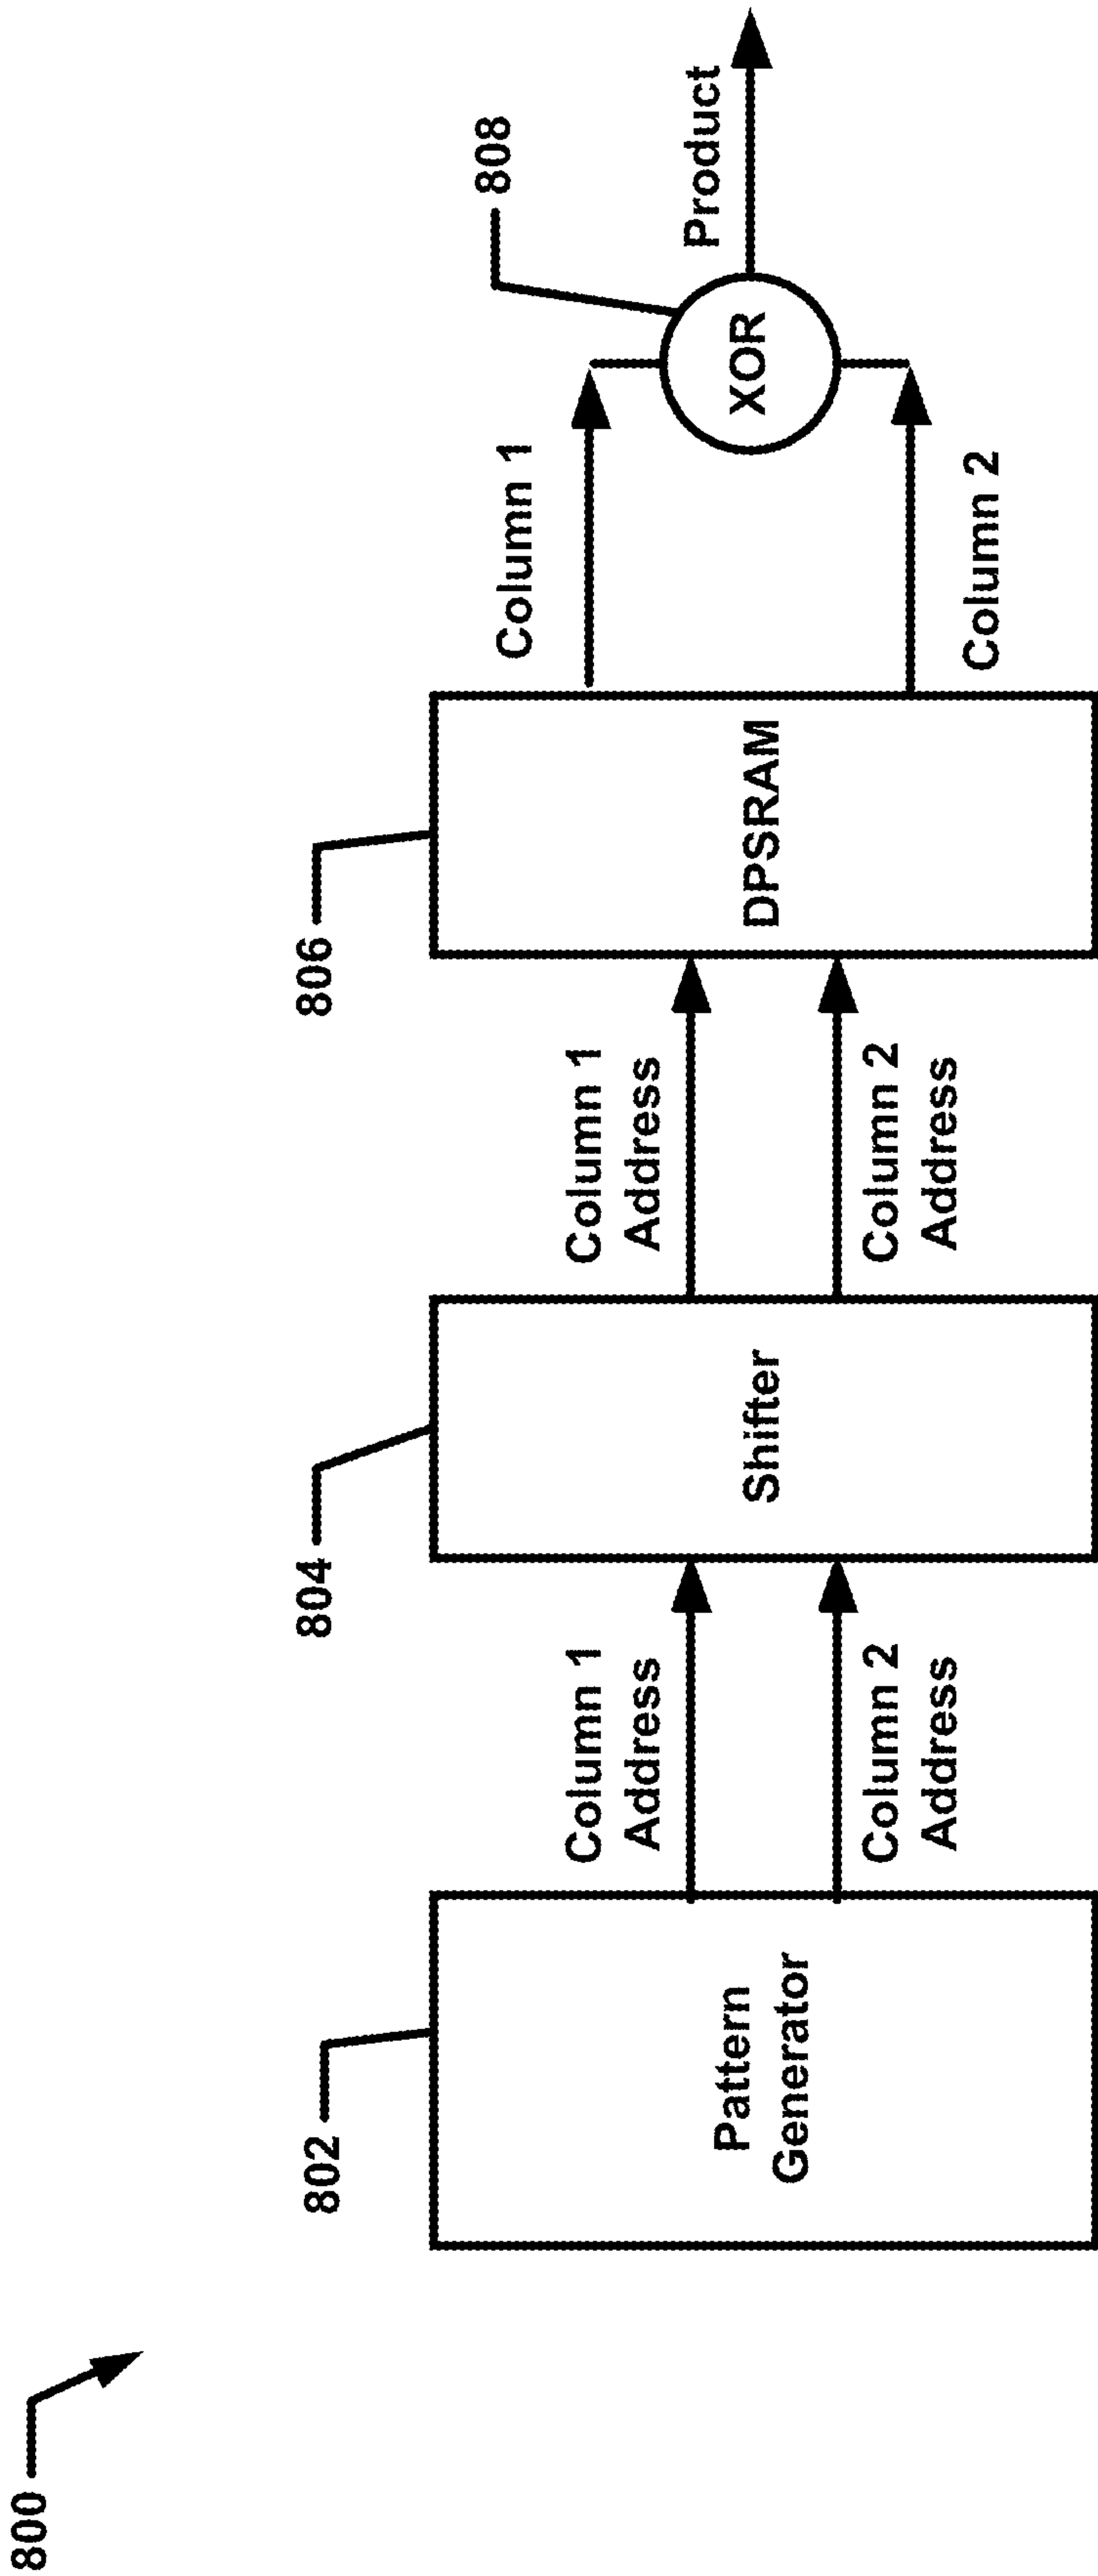 800
802
Pattern
Generator
Column 1
Address
Column 2
Address
804
Shifter
Column 1
Address
Column 2
Address
806
DPSRAM
Column 1
Column 2
808
XOR
Product